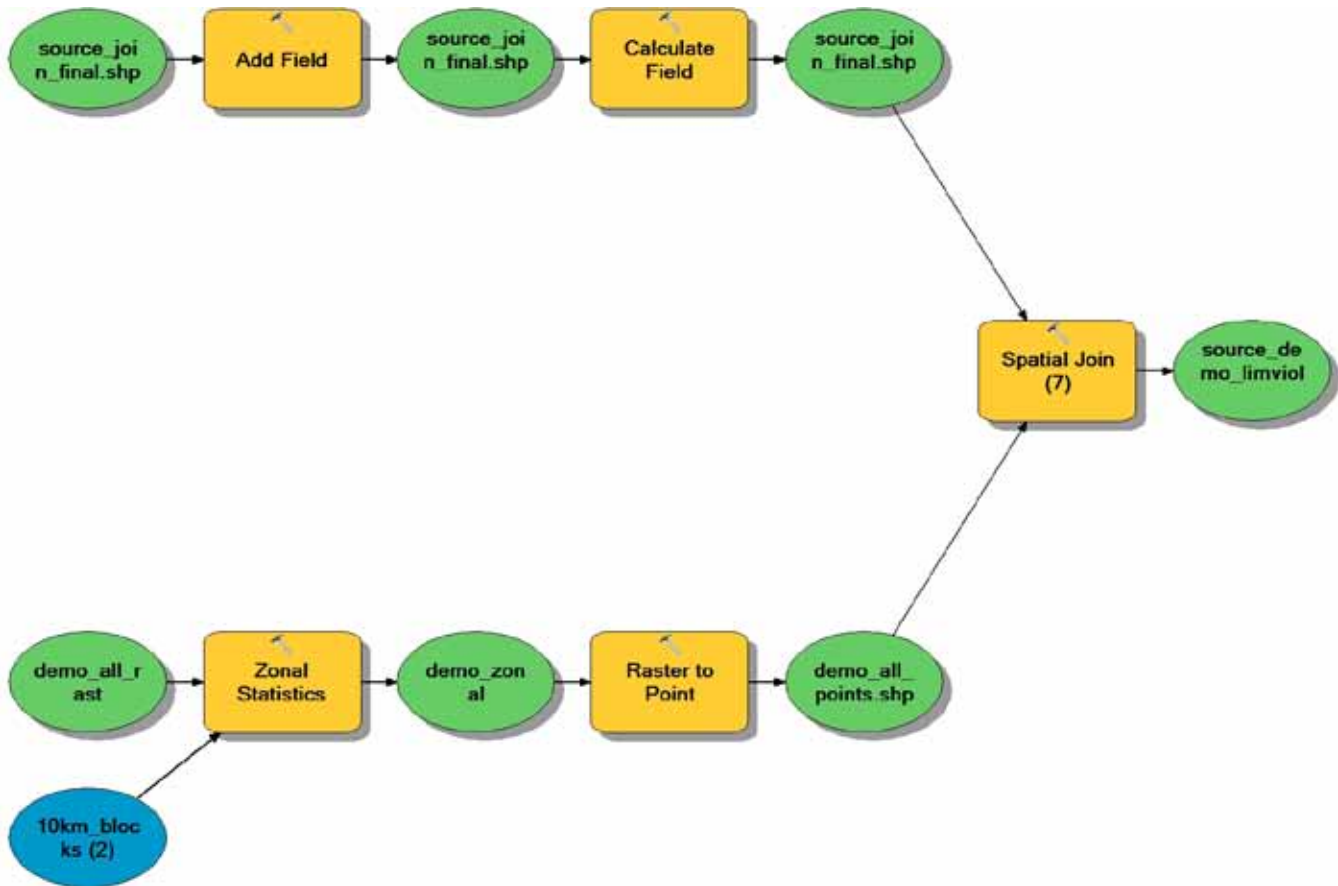 source_joi
n_final.shp
Add Field
source_joi
n_final.shp
Calculate
Field
source_joi
n_final.shp
Spatial Join
(7)
source_de
mo_limviol
demo_all_r
ast
Zonal
Statistics
demo_zon
al
Raster to
Point
demo_all_
points.shp
10km_bloc
ks (2)